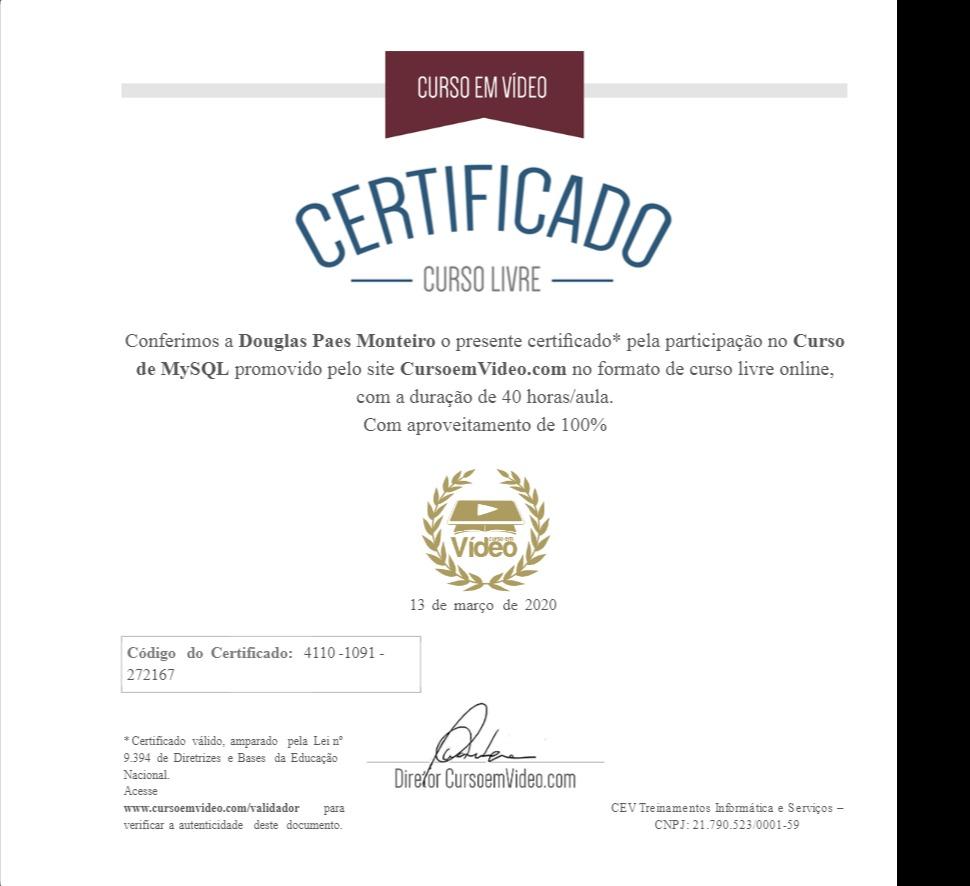 CURSO EM VÍDEO
CERTIFICADO
CURSO LIVRE
Conferimos a Douglas Paes Monteiro o presente certificado* pela participação no Curso
de MySQL promovido pelo site CursoemVideo.com no formato de curso livre online,
com a duração de 40 horas/aula.
Com aproveitamento de 100%
curso em
Vídeo
13 de março de 2020
Código do Certificado: 4110-1091-
272167
*Certificado válido, amparado pela Lei nº
9.394 de Diretrizes e Bases da Educação
Nacional.
Acesse
www.cursoemvideo.com/validador para
verificar a autenticidade deste documento.
Diretor CursoemVideo.com
CEV Treinamentos Informática e Serviços –
CNPJ: 21.790.523/0001-59